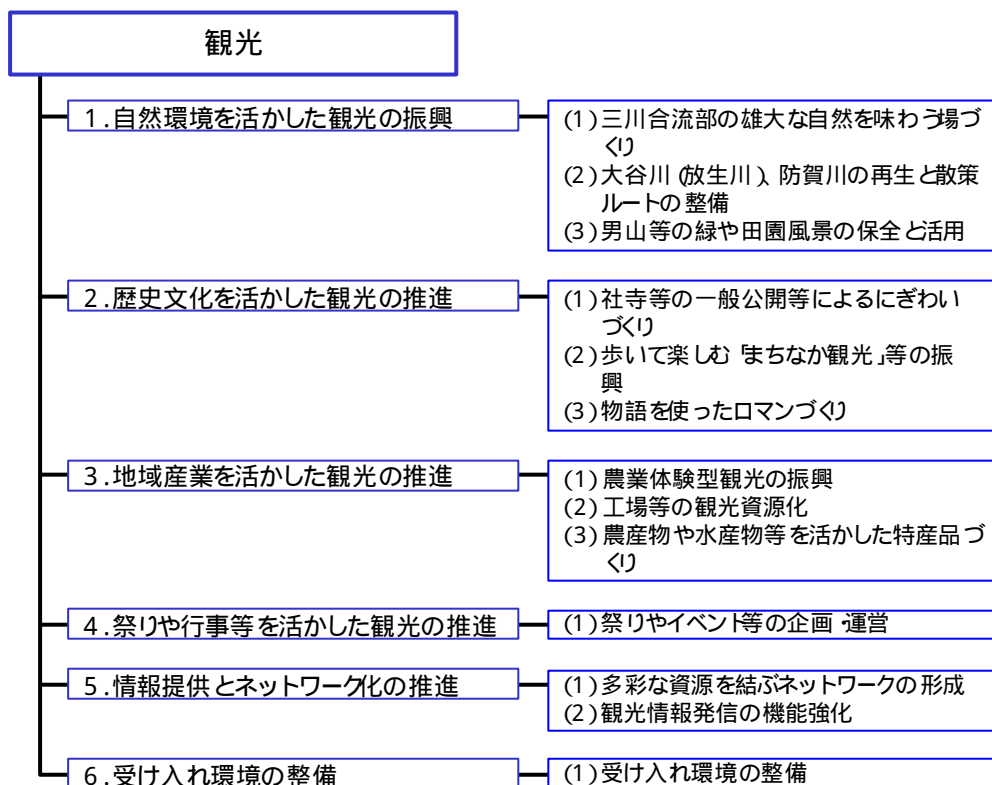 観光
1.自然環境を活かした観光の振興
(1)三川合流部の雄大な自然を味わう場づ
くり
(2)大谷川(放生川)、防賀川の再生と散策
ルートの整備
(3)男山等の緑や田園風景の保全と活用
2.歴史文化を活かした観光の推進
(1)社寺等の一般公開等によるにぎわい
づくり
(2)歩いて楽しむ「まちなか観光」等の振
興
(3)物語を使ったロマンづくり
3.地域産業を活かした観光の推進
(1)農業体験型観光の振興
(2)工場等の観光資源化
(3)農産物や水産物等を活かした特産品づ
くり
4.祭りや行事等を活かした観光の推進
(1)祭りやイベント等の企画・運営
5.情報提供とネットワーク化の推進
(1)多彩な資源を結ぶネットワークの形成
(2)観光情報発信の機能強化
6.受け入れ環境の整備
(1)受け入れ環境の整備